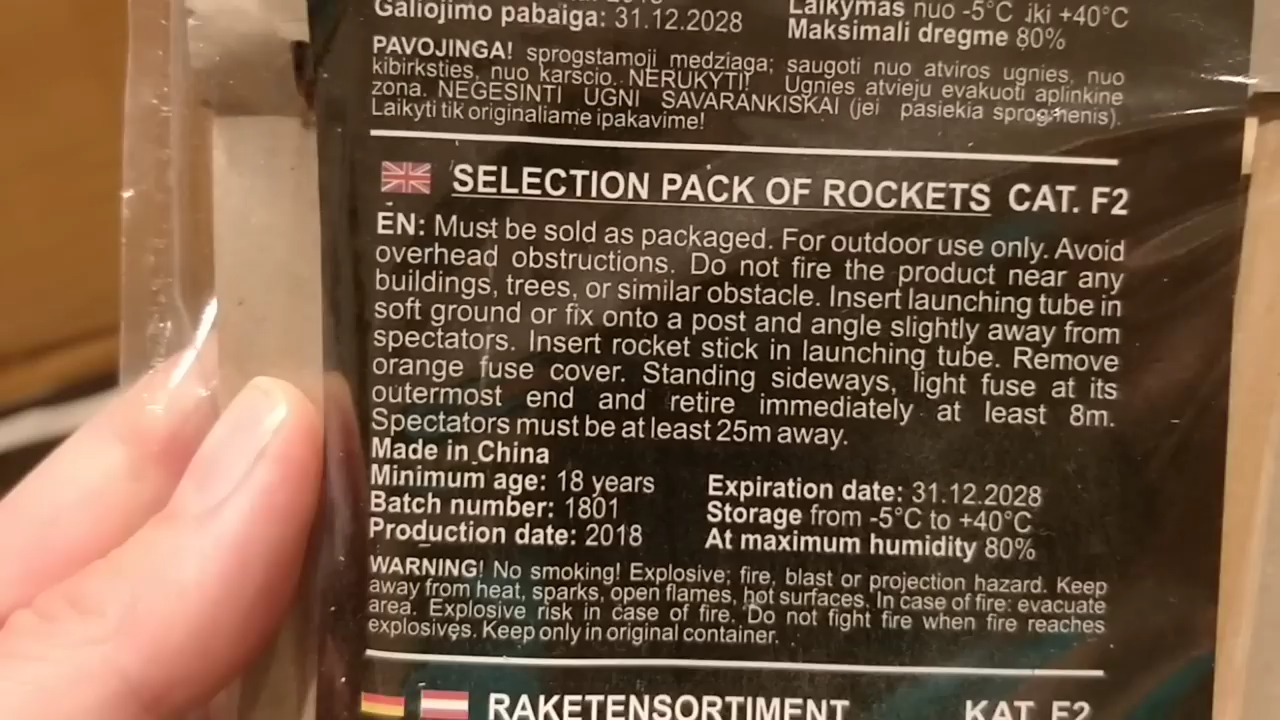 Galiojimo pabaiga: 31.12.2028
Laikymas nuo -5°C iki +40°C
Maksimali dregme 80%
PAVOJINGA! sprogstamoji medziaga; saugoti nuo atviros ugnies, nuo
kibirksties, nuo karscio. NERUKYTI! Ugnies atvieju evakuoti aplinkine
zona. NEGESINTI UGNI SAVARANKISKAI (jei pasiekia sprogmenis).
Laikyti tik originaliame ipakavime!
SELECTION PACK OF ROCKETS CAT. F2
EN: Must be sold as packaged. For outdoor use only. Avoid
overhead obstructions. Do not fire the product near any
buildings, trees, or similar obstacle. Insert launching tube in
soft ground or fix onto a post and angle slightly away from
spectators. Insert rocket stick in launching tube. Remove
orange fuse cover. Standing sideways, light fuse at its
outermost end and retire immediately at least 8m.
Spectators must be at least 25m away.
Made in China
Minimum age: 18 years
Batch number: 1801
Production date: 2018
Expiration date: 31.12.2028
Storage from -5°C to +40°C
At maximum humidity 80%
WARNING! No smoking! Explosive; fire, blast or projection hazard. Keep
away from heat, sparks, open flames, hot surfaces. In case of fire: evacuate
area. Explosive risk in case of fire. Do not fight fire when fire reaches
explosives. Keep only in original container.
RAKETENSORTIMENT KAT. F2